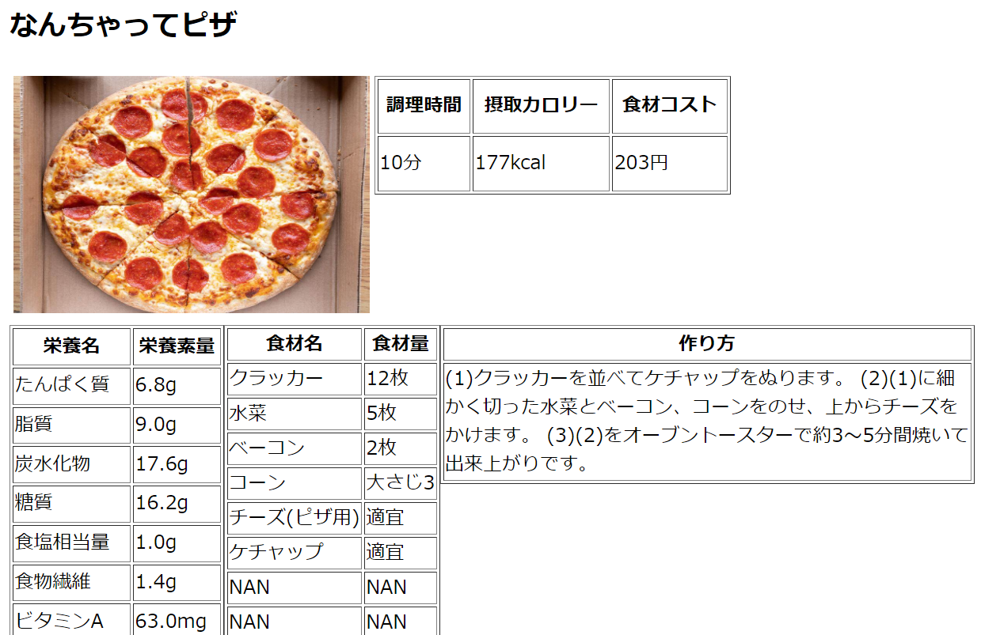 なんちゃってピザ
調理時間 摂取カロリー 食材コスト
10分 177kcal 203円
栄養名 栄養素量
たんぱく質 6.8g
脂質 9.0g
炭水化物 17.6g
糖質 16.2g
食塩相当量 1.0g
食物繊維 1.4g
ビタミンA 63.0mg
食材名 食材量
クラッカー 12枚
水菜 5枚
ベーコン 2枚
コーン 大さじ3
チーズ(ピザ用) 適宜
ケチャップ 適宜
NAN NAN
NAN NAN
作り方
(1)クラッカーを並べてケチャップをぬります。 (2)(1)に細
かく切った水菜とベーコン、コーンをのせ、上からチーズを
かけます。 (3)(2)をオーブントースターで約3～5分間焼いて
出来上がりです。